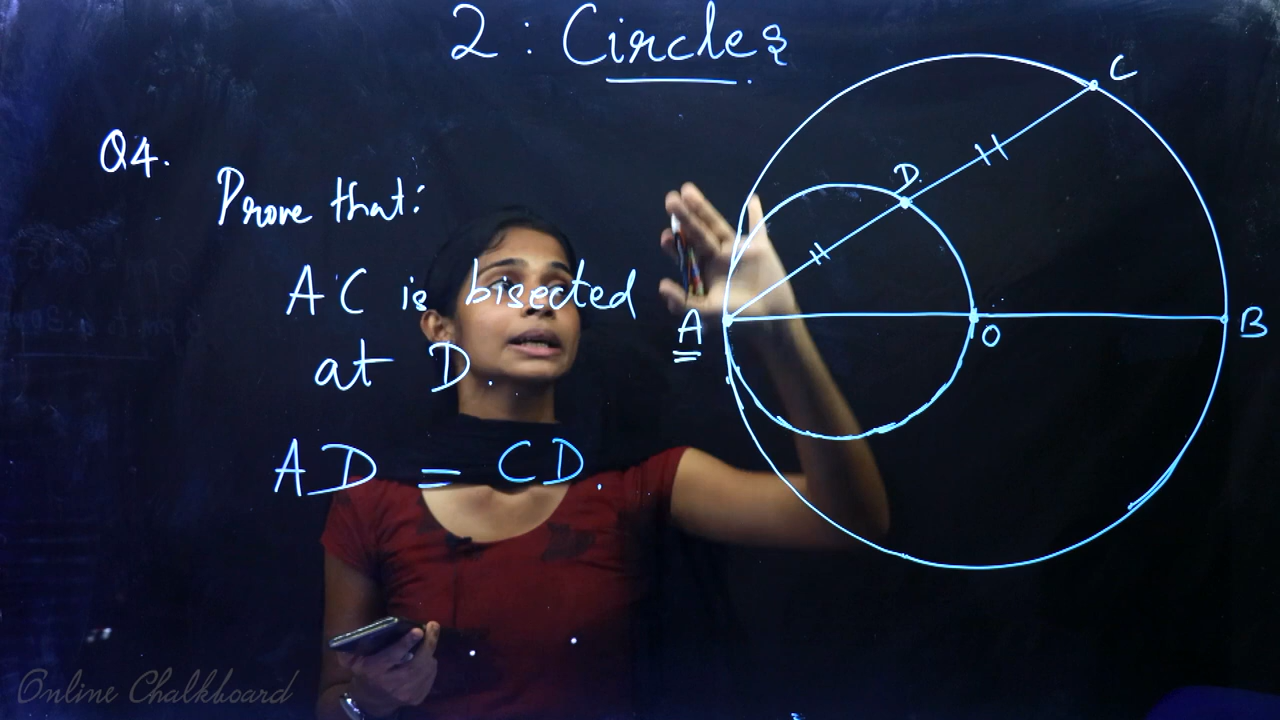 2 : Circles
Q4.
Prove that:
AC is bisected
at D.
AD = CD.
C
D.
A
O
B
Online Chalkboard